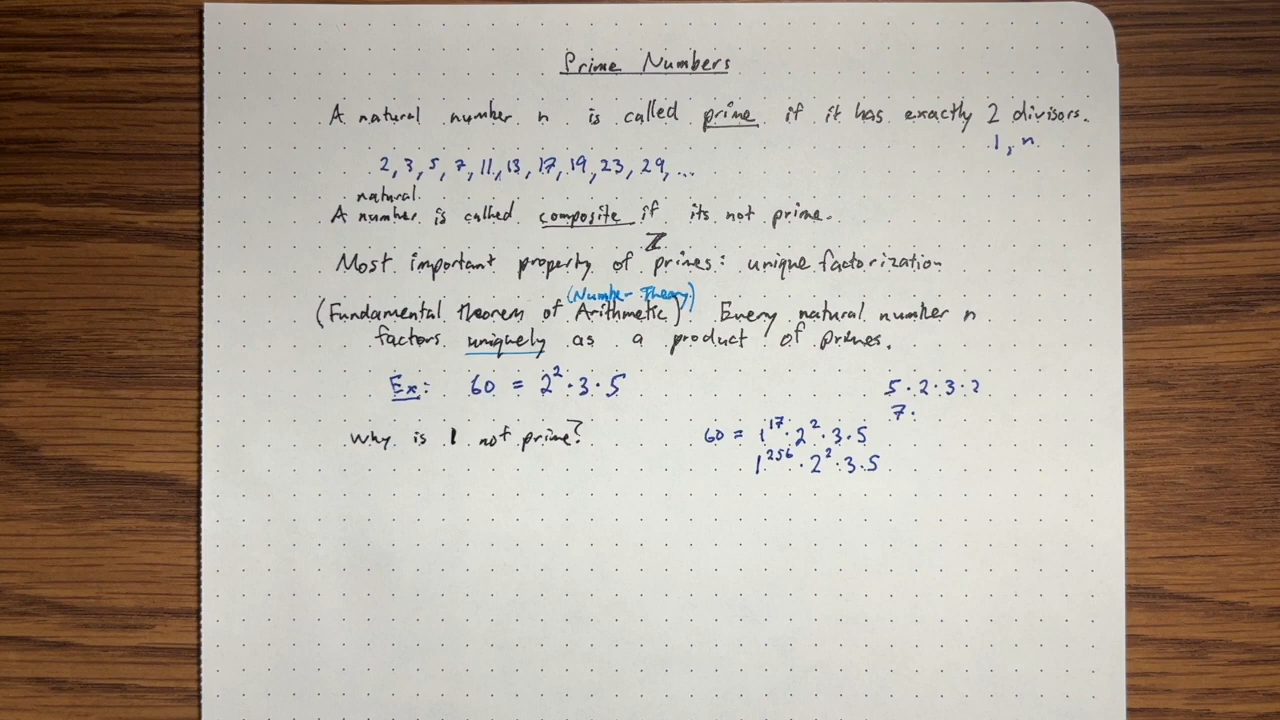 Prime Numbers
A natural number n is called prime if it has exactly 2 divisors.
1, n
2, 3, 5, 7, 11, 13, 17, 19, 23, 29, ...
natural
A number is called composite if its not prime.
ℤ
Most important property of primes: unique factorization
(Number Theory)
(Fundamental theorem of Arithmetic) Every natural number n
factors uniquely as a product of primes.
Ex: 60 = 2² · 3 · 5
5 · 2 · 3 · 2
7 ·
Why is 1 not prime?
60 = 1¹⁷ · 2² · 3 · 5
1²⁵⁶ · 2² · 3 · 5